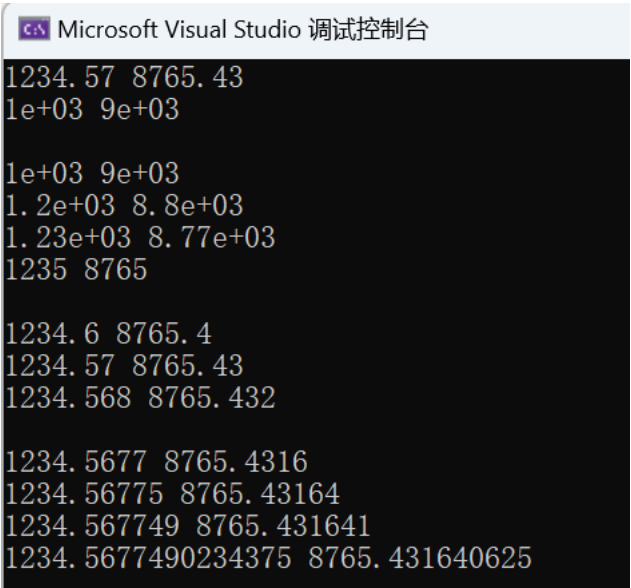 Microsoft Visual Studio 调试控制台
1234.57 8765.43
1e+03 9e+03
1e+03 9e+03
1.2e+03 8.8e+03
1.23e+03 8.77e+03
1235 8765
1234.6 8765.4
1234.57 8765.43
1234.568 8765.432
1234.5677 8765.4316
1234.56775 8765.43164
1234.567749 8765.431641
1234.5677490234375 8765.431640625